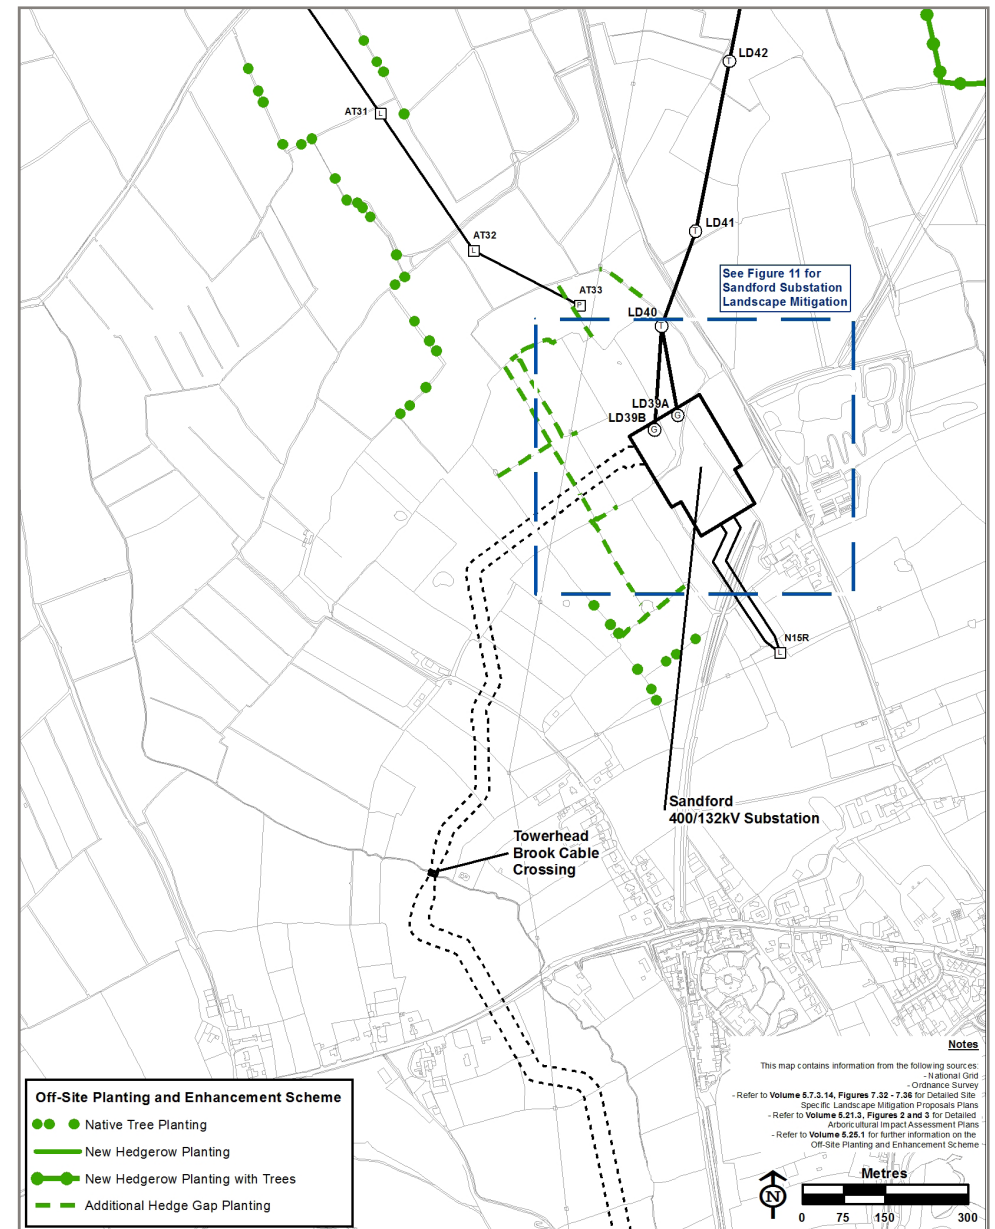 LD42
AT31
L
T
LD41
T
AT32
L
See Figure 11 for
Sandford Substation
Landscape Mitigation
AT33
P
LD40
T
LD39A
G
LD39B
G
N15R
L
Sandford
400/132kV Substation
Towerhead
Brook Cable
Crossing
Notes
This map contains information from the following sources:
- National Grid
- Ordnance Survey
- Refer to Volume 5.7.3.14, Figures 7.32 - 7.36 for Detailed Site
Specific Landscape Mitigation Proposals Plans
- Refer to Volume 5.21.3, Figures 2 and 3 for Detailed
Arboricultural Impact Assessment Plans
- Refer to Volume 5.25.1 for further information on the
Off-Site Planting and Enhancement Scheme
Off-Site Planting and Enhancement Scheme
Native Tree Planting
New Hedgerow Planting
New Hedgerow Planting with Trees
Additional Hedge Gap Planting
N
Metres
0 75 150 300